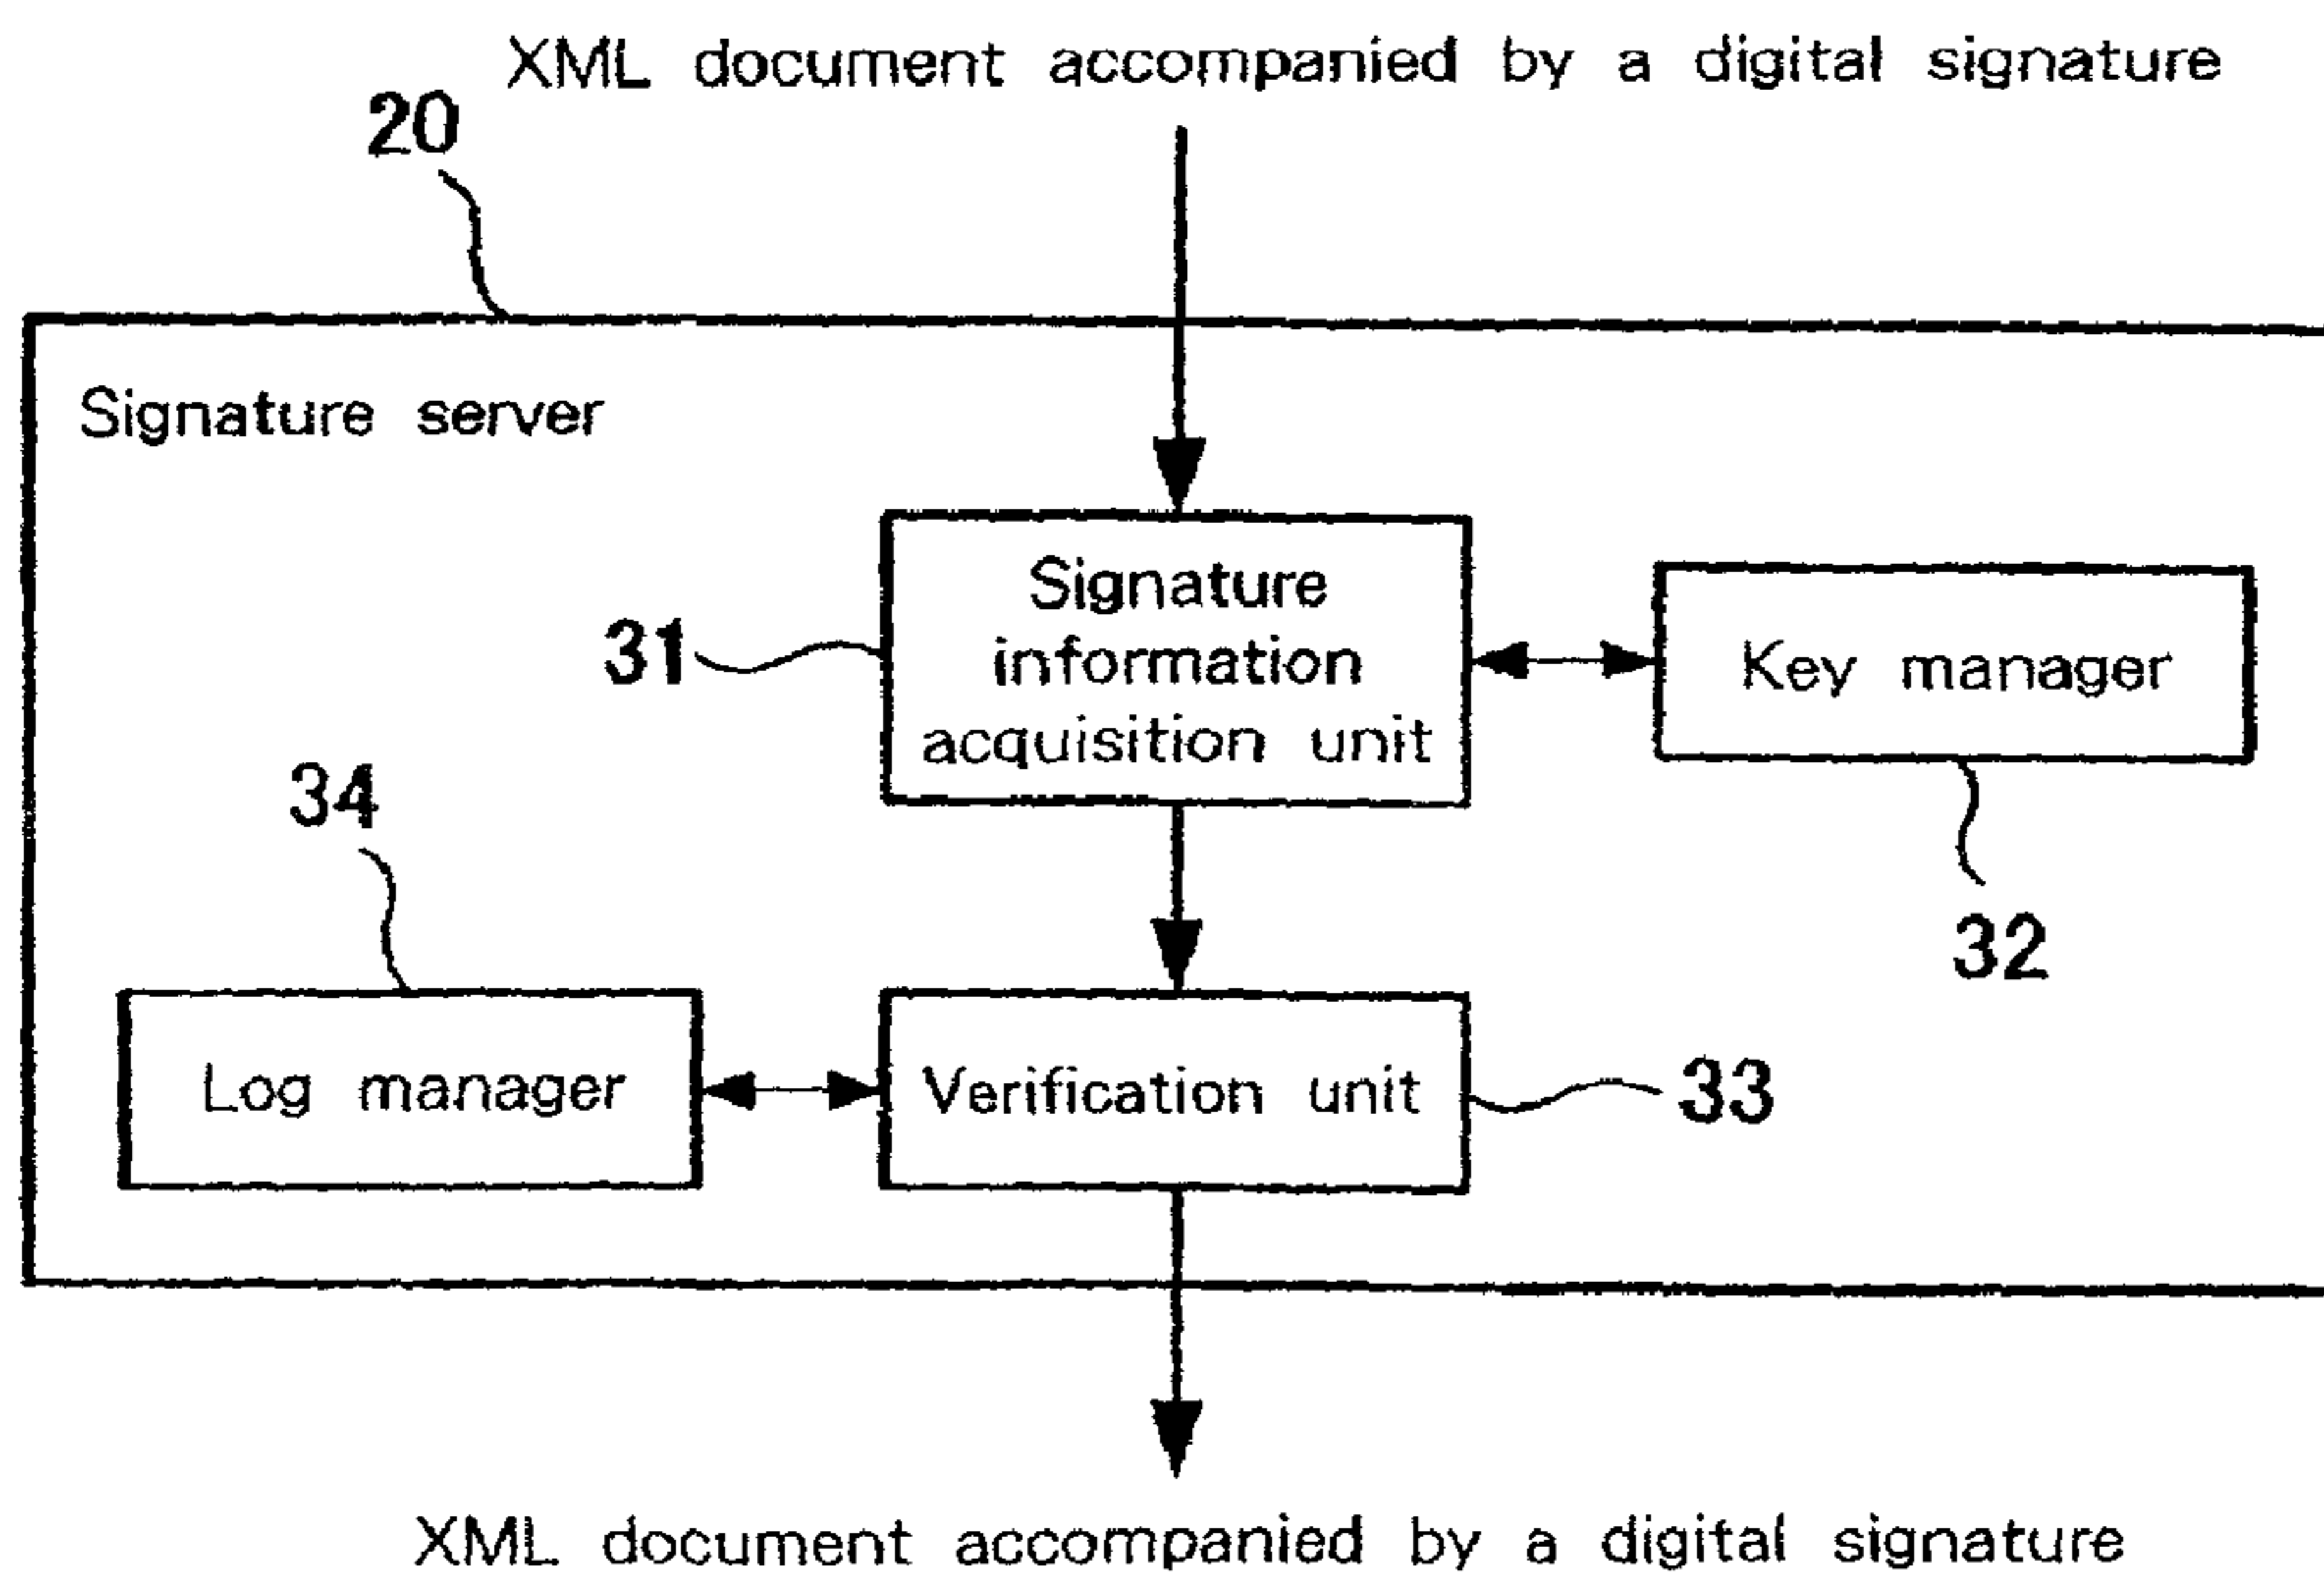 XML document accompanied by a digital signature
20
Signature server
Signature
information
acquisition unit
31
Key manager
34
32
Log manager
Verification unit
33
XML document accompanied by a digital signature